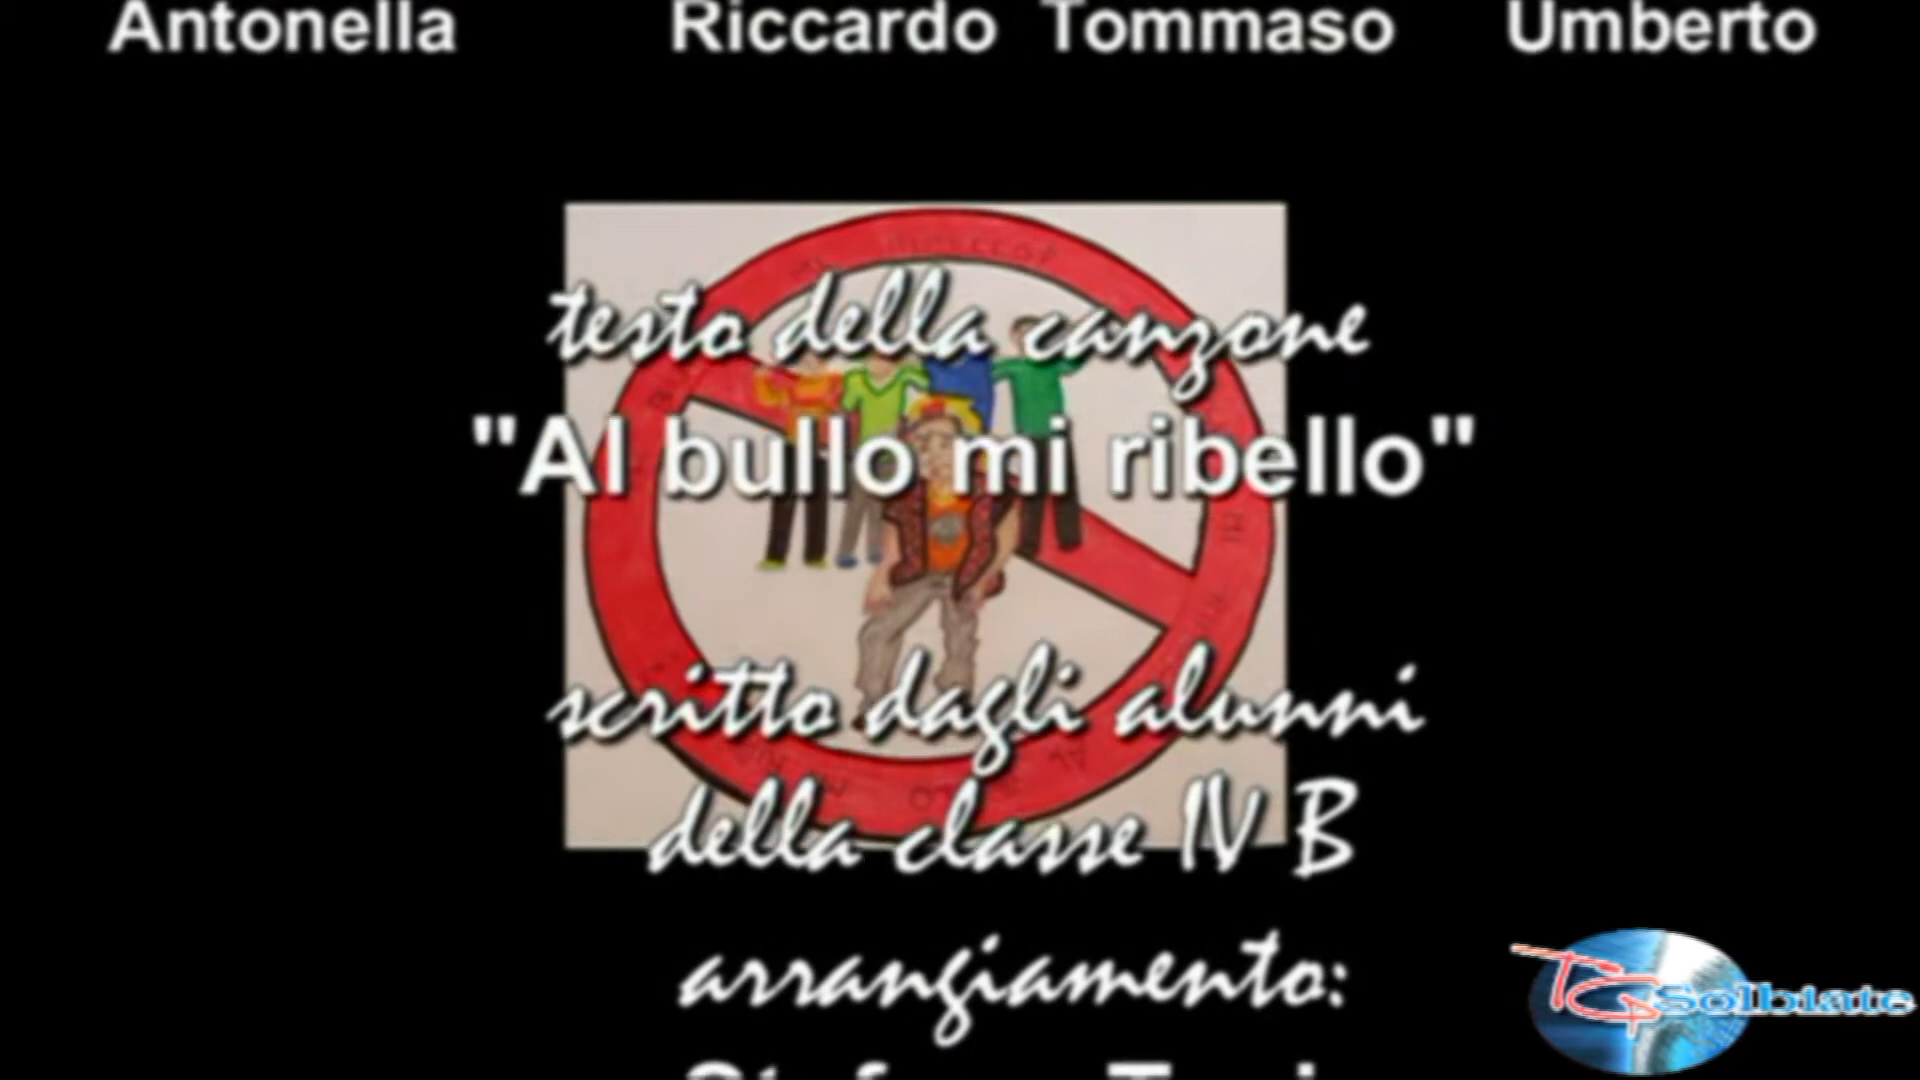 Antonella Riccardo Tommaso Umberto
testo della canzone
"Al bullo mi ribello"
scritto dagli alunni
della classe IV B
arrangiamento:
TG Solbiate